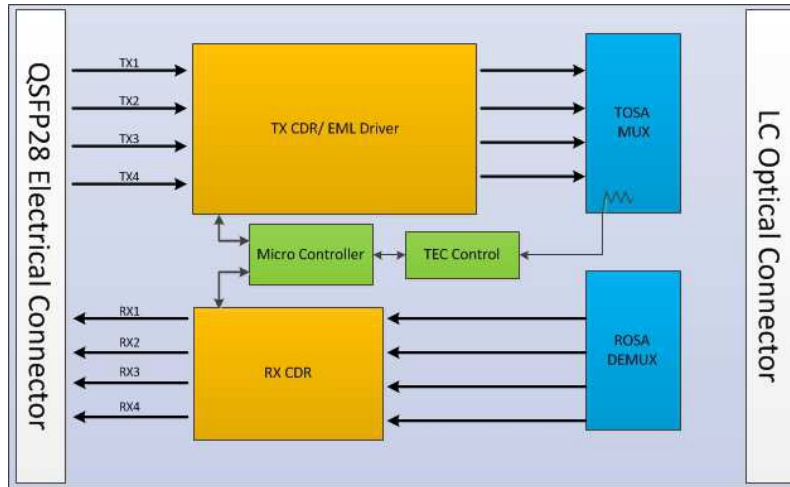 QSFP28 Electrical Connector
TX1
TX2
TX3
TX4
TX CDR/ EML Driver
TOSA
MUX
LC Optical Connector
Micro Controller
TEC Control
RX1
RX2
RX3
RX4
RX CDR
ROSA
DEMUX